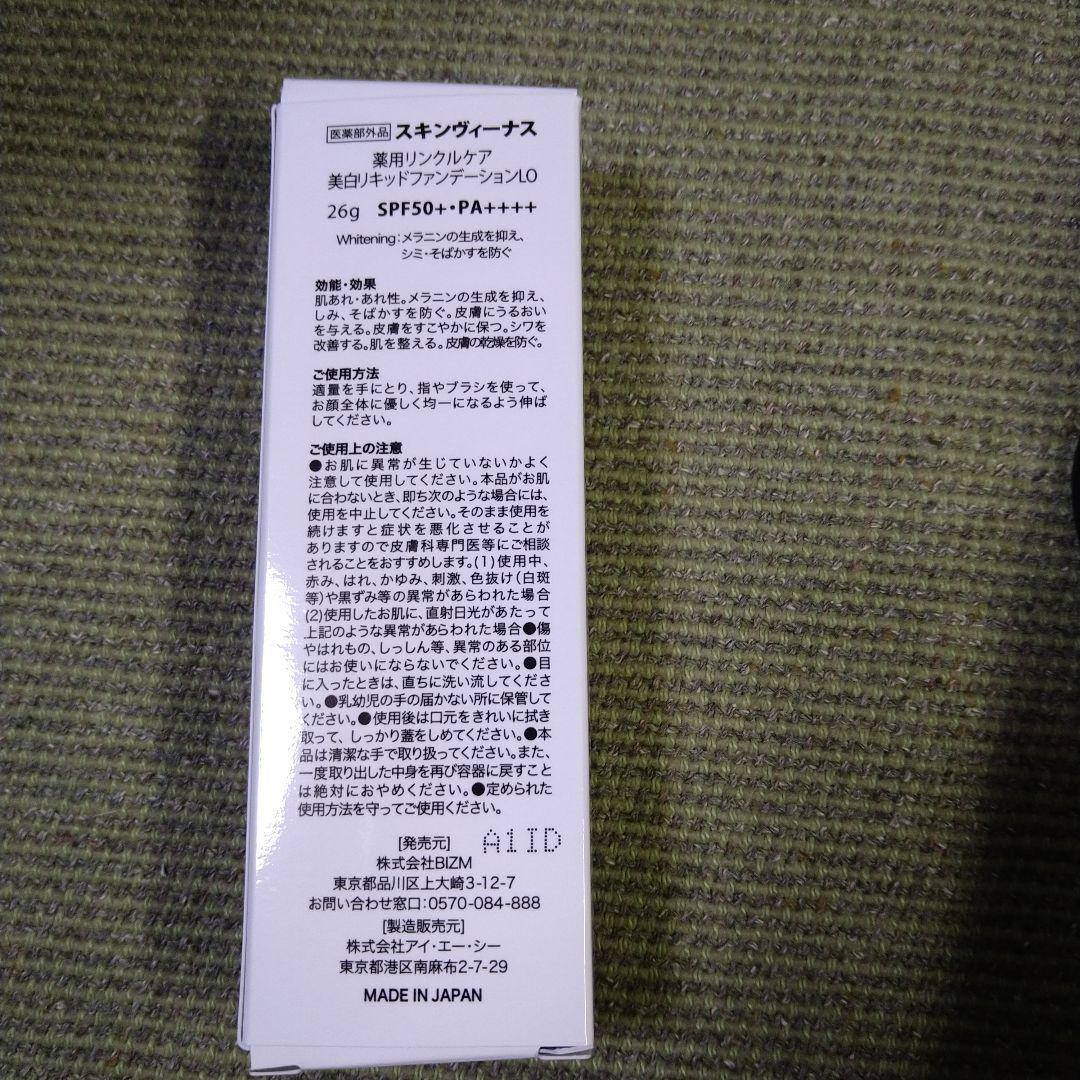 医薬部外品 スキンヴィーナス
薬用リンクルケア
美白リキッドファンデーションLO
26g SPF50+・PA++++
Whitening:メラニンの生成を抑え、
シミ・そばかすを防ぐ
効能・効果
肌あれ・あれ性。メラニンの生成を抑え、
しみ、そばかすを防ぐ。皮膚にうるおい
を与える。皮膚をすこやかに保つ。シワを
改善する。肌を整える。皮膚の乾燥を防ぐ。
ご使用方法
適量を手にとり、指やブラシを使って、
お顔全体に優しく均一になるよう伸ば
してください。
ご使用上の注意
●お肌に異常が生じていないかよく
注意して使用してください。本品がお肌
に合わないとき、即ち次のような場合には、
使用を中止してください。そのまま使用を
続けますと症状を悪化させることが
ありますので皮膚科専門医等にご相談
されることをおすすめします。(1)使用中、
赤み、はれ、かゆみ、刺激、色抜け(白斑
等)や黒ずみ等の異常があらわれた場合
(2)使用したお肌に、直射日光があたって
上記のような異常があらわれた場合●傷
やはれもの、しっしん等、異常のある部位
にはお使いにならないでください。●目
に入ったときは、直ちに洗い流してくださ
い。●乳幼児の手の届かない所に保管して
ください。●使用後は口元をきれいに拭き
取って、しっかり蓋をしめてください。●本
品は清潔な手で取り扱ってください。また、
一度取り出した中身を再び容器に戻すこと
は絶対におやめください。●定められた
使用方法を守ってご使用ください。
[発売元] A1ID
株式会社BIZM
東京都品川区上大崎3-12-7
お問い合わせ窓口:0570-084-888
[製造販売元]
株式会社アイ・エー・シー
東京都港区南麻布2-7-29
MADE IN JAPAN